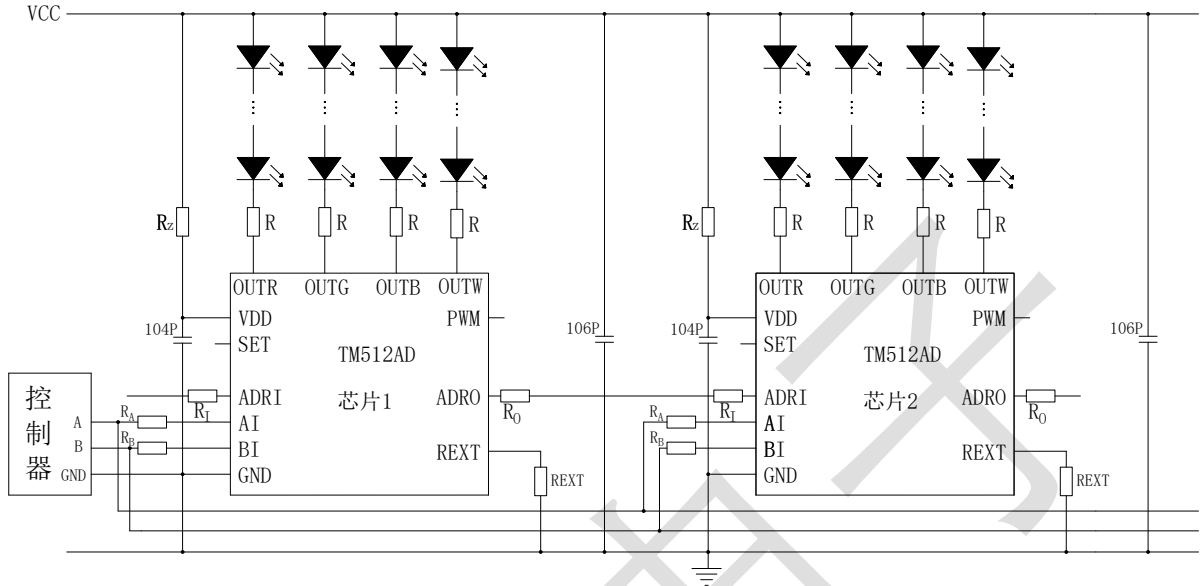 VCC
Rz R R R R
Rz R R R R
OUTR OUTG OUTB OUTW
VDD PWM
SET
TM512AD
ADRI 芯片1 ADRO
AI
BI REXT
GND
104P
106P
RI
RO
REXT
控制器
A
B
GND
RA
RB
OUTR OUTG OUTB OUTW
VDD PWM
SET
TM512AD
ADRI 芯片2 ADRO
AI
BI REXT
GND
104P
106P
RI
RO
REXT
RA
RB